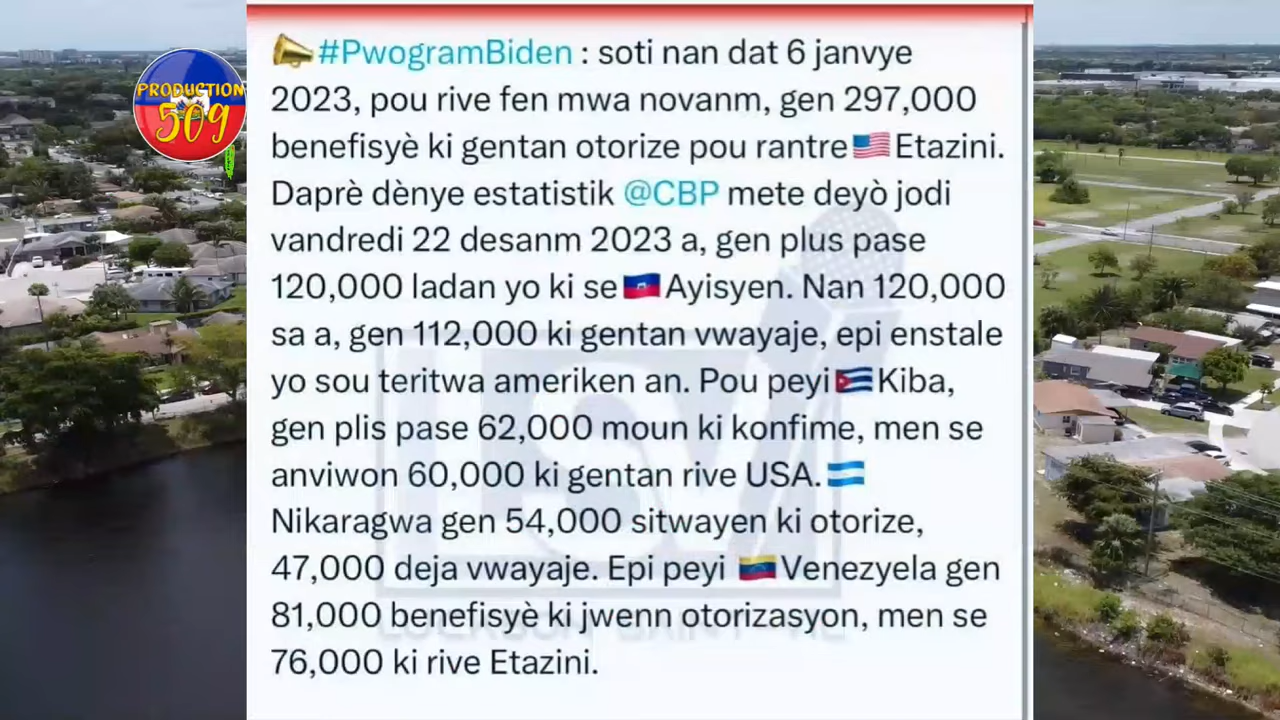 PRODUCTION
509
#PwogramBiden : soti nan dat 6 janvye
2023, pou rive fen mwa novanm, gen 297,000
benefisyè ki gentan otorize pou rantre Etazini.
Daprè dènye estatistik @CBP mete deyò jodi
vandredi 22 desanm 2023 a, gen plus pase
120,000 ladan yo ki se Ayisyen. Nan 120,000
sa a, gen 112,000 ki gentan vwayaje, epi enstale
yo sou teritwa ameriken an. Pou peyi Kiba,
gen plis pase 62,000 moun ki konfime, men se
anviwon 60,000 ki gentan rive USA.
Nikaragwa gen 54,000 sitwayen ki otorize,
47,000 deja vwayaje. Epi peyi Venezyela gen
81,000 benefisyè ki jwenn otorizasyon, men se
76,000 ki rive Etazini.